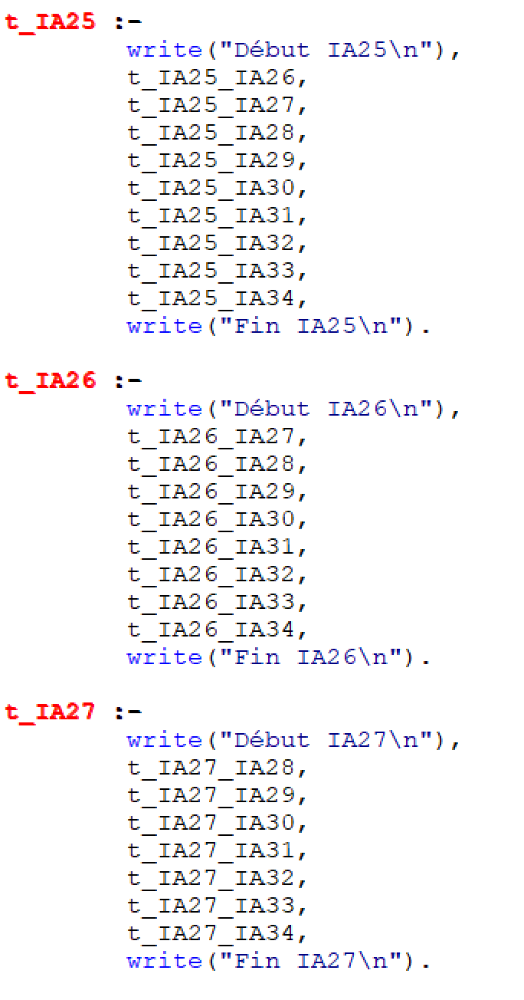 t_IA25 :-
write("Début IA25\n"),
t_IA25_IA26,
t_IA25_IA27,
t_IA25_IA28,
t_IA25_IA29,
t_IA25_IA30,
t_IA25_IA31,
t_IA25_IA32,
t_IA25_IA33,
t_IA25_IA34,
write("Fin IA25\n").
t_IA26 :-
write("Début IA26\n"),
t_IA26_IA27,
t_IA26_IA28,
t_IA26_IA29,
t_IA26_IA30,
t_IA26_IA31,
t_IA26_IA32,
t_IA26_IA33,
t_IA26_IA34,
write("Fin IA26\n").
t_IA27 :-
write("Début IA27\n"),
t_IA27_IA28,
t_IA27_IA29,
t_IA27_IA30,
t_IA27_IA31,
t_IA27_IA32,
t_IA27_IA33,
t_IA27_IA34,
write("Fin IA27\n").